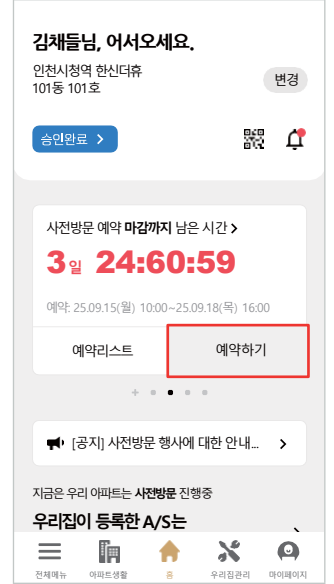 김채들님, 어서오세요.
인천시청역 한신더휴
101동 101호
변경
승인완료 >
사전방문 예약 마감까지 남은 시간 >
3일 24:60:59
예약: 25.09.15(월) 10:00~25.09.18(목) 16:00
예약리스트 예약하기
[공지] 사전방문 행사에 대한 안내... >
지금은 우리 아파트는 사전방문 진행중
우리집이 등록한 A/S는
전체메뉴 아파트생활 홈 우리집관리 마이페이지